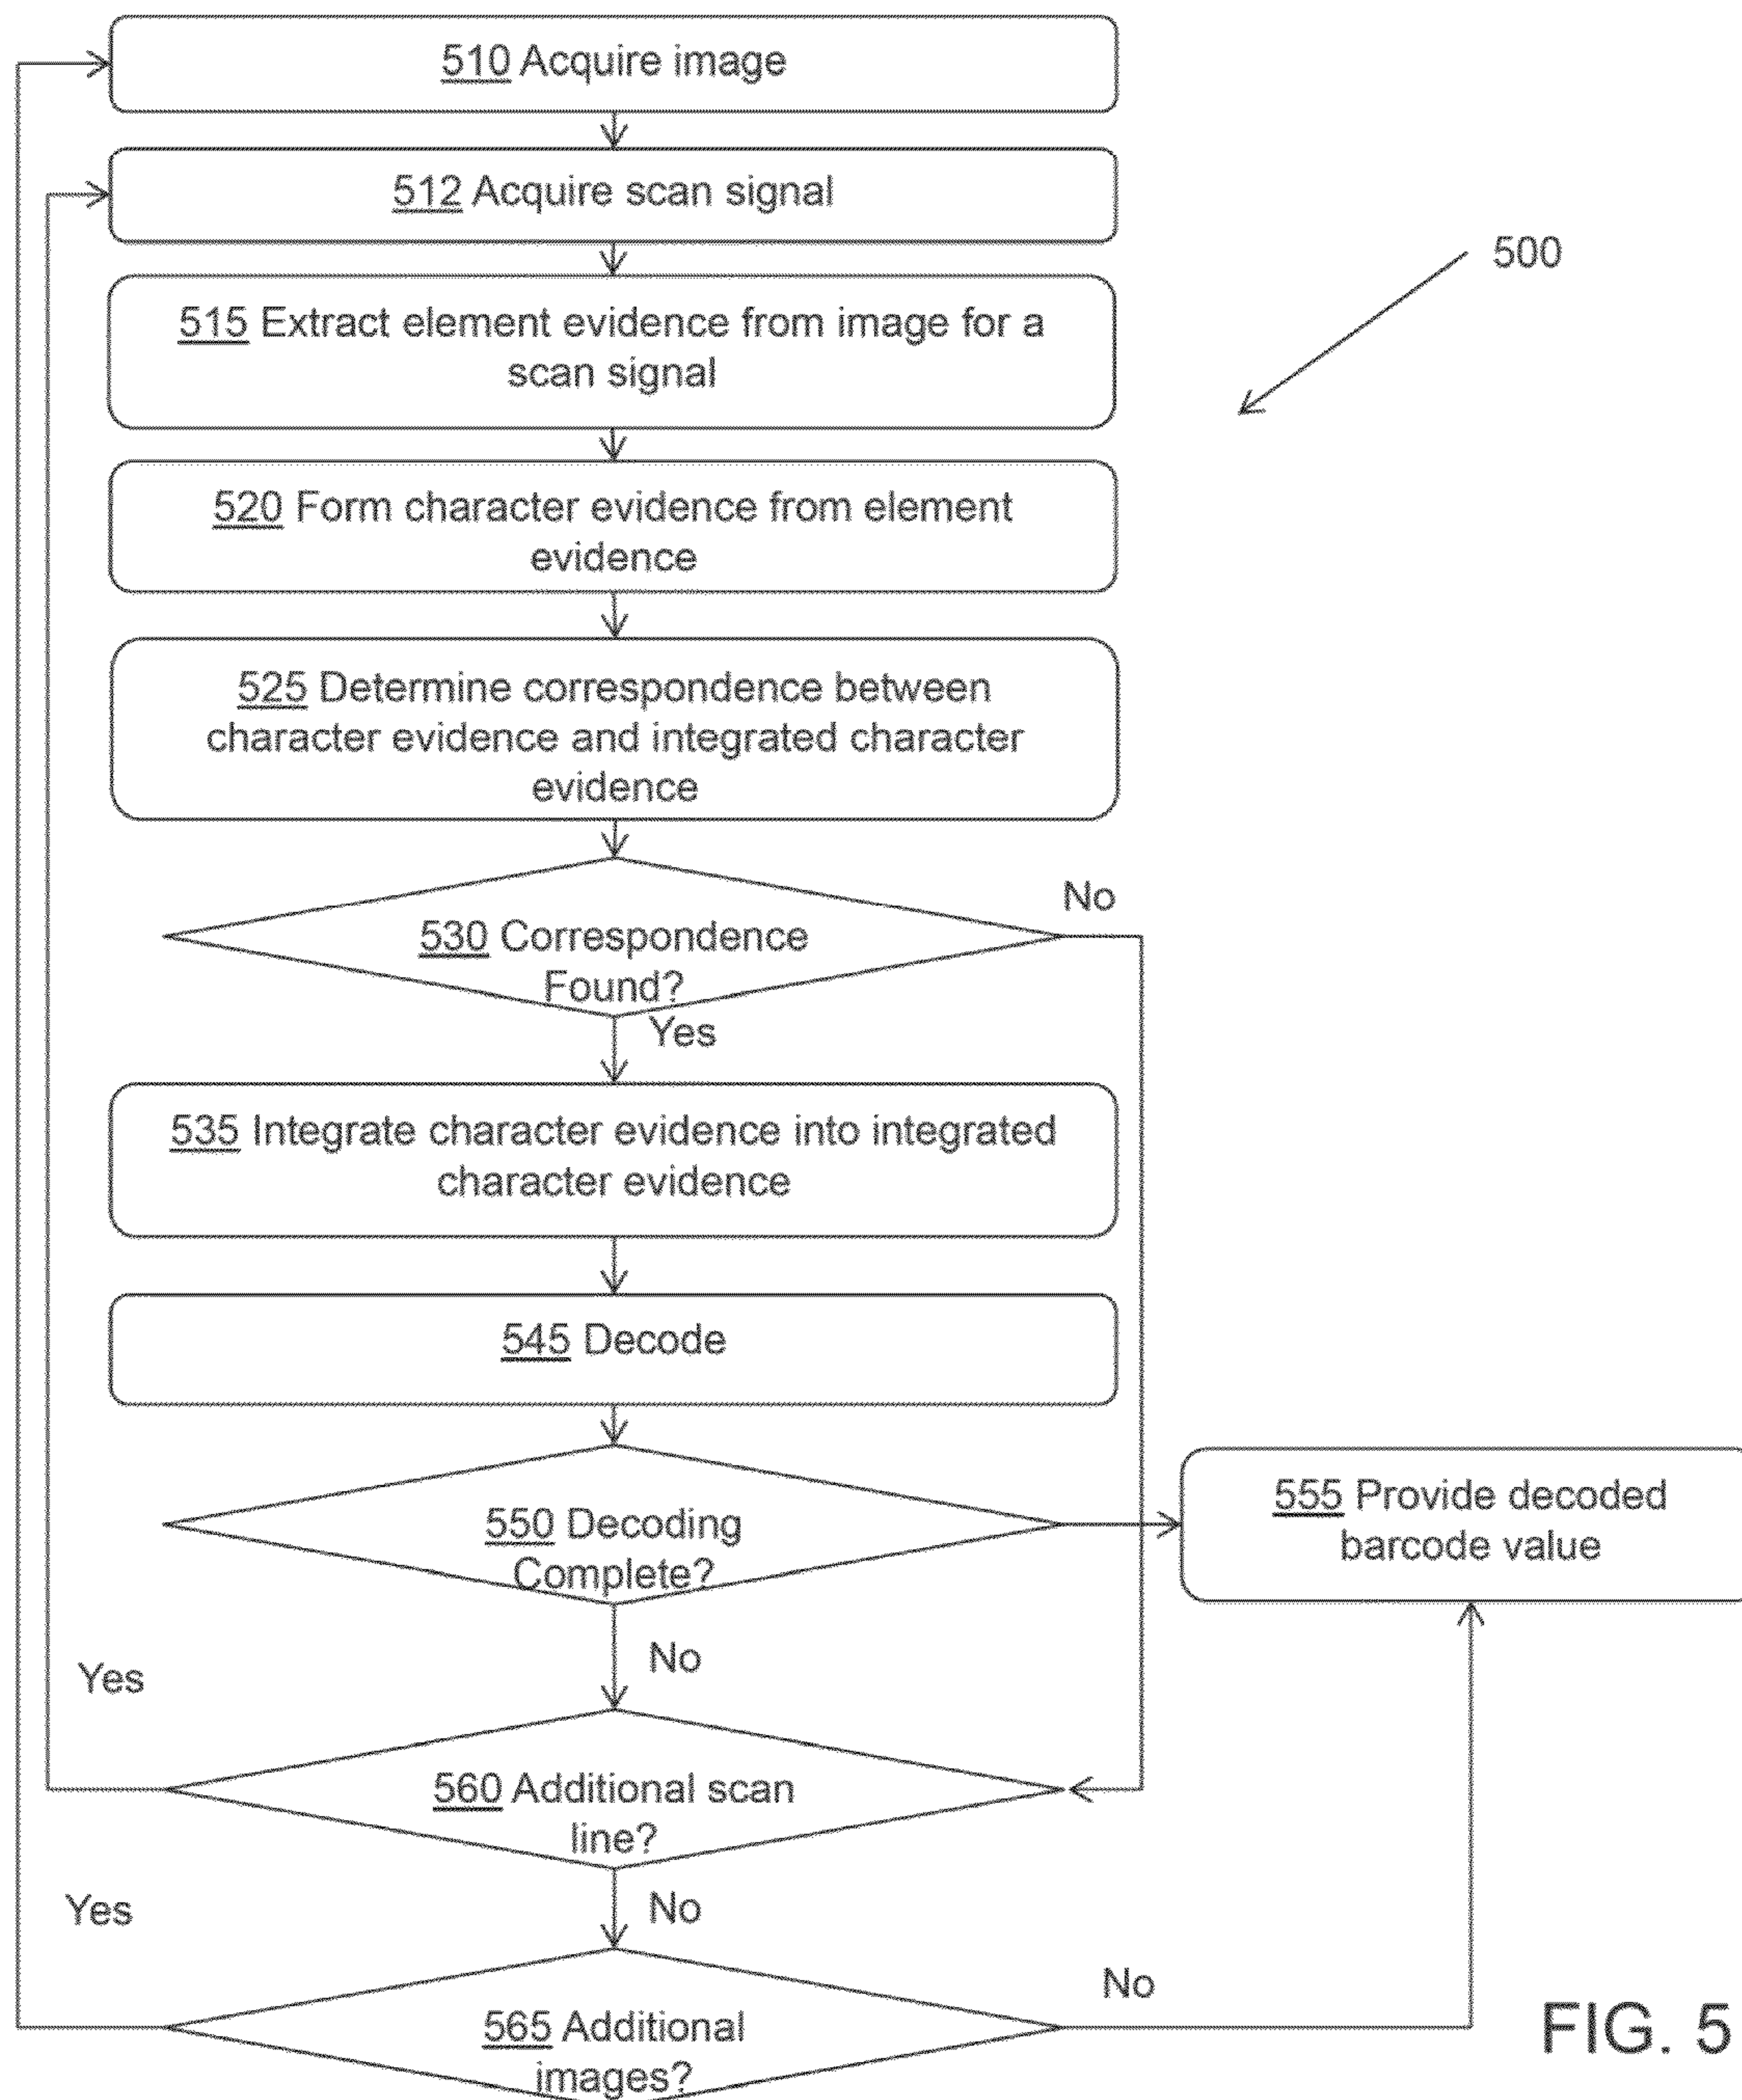 510 Acquire image
512 Acquire scan signal
500
515 Extract element evidence from image for a
scan signal
520 Form character evidence from element
evidence
525 Determine correspondence between
character evidence and integrated character
evidence
No
530 Correspondence
Found?
Yes
535 Integrate character evidence into integrated
character evidence
545 Decode
550 Decoding
Complete?
555 Provide decoded
barcode value
No
Yes
560 Additional scan
line?
No
Yes
No
565 Additional
images?
FIG. 5